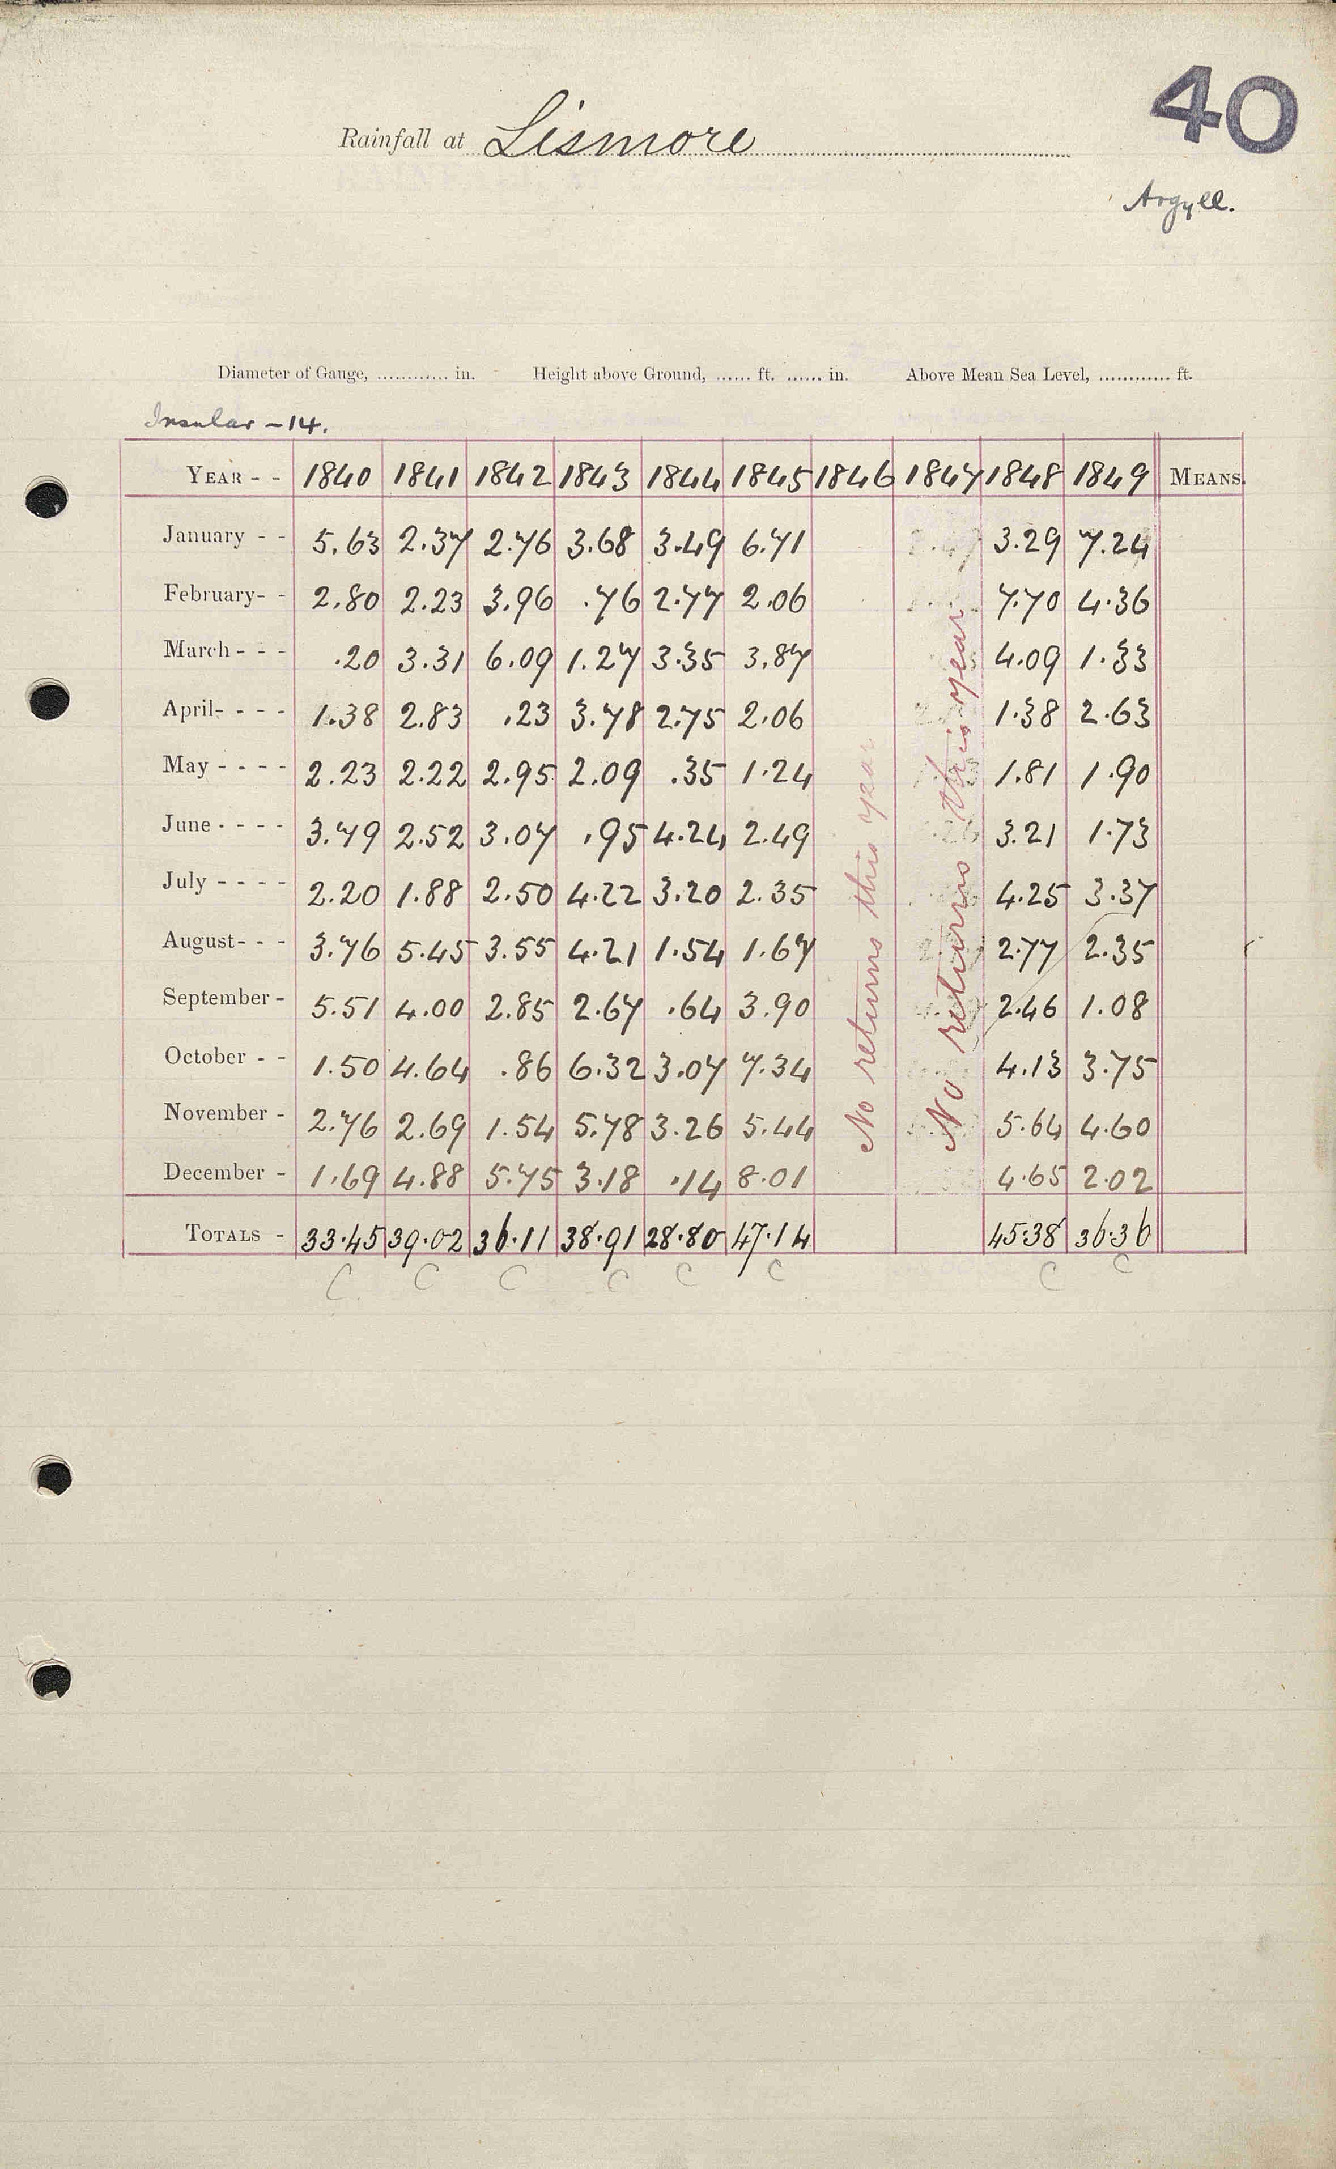 40
Rainfall at Lismore
Argyll.
Diameter of Gauge, ............ in. Height above Ground, ...... ft. ...... in. Above Mean Sea Level, ............ ft.
Insular - 14.
YEAR - - 1840 1841 1842 1843 1844 1845 1846 1847 1848 1849 MEANS.
January - - 5.63 2.37 2.76 3.68 3.49 6.71 3.29 7.24
February- - 2.80 2.23 3.96 .76 2.77 2.06 7.70 4.36
March - - - .20 3.31 6.09 1.27 3.35 3.87 4.09 1.33
April- - - - 1.38 2.83 .23 3.78 2.75 2.06 1.38 2.63
May - - - - 2.23 2.22 2.95 2.09 .35 1.24 1.81 1.90
June - - - - 3.79 2.52 3.07 .95 4.24 2.49 3.21 1.73
July - - - - 2.20 1.88 2.50 4.22 3.20 2.35 4.25 3.37
August- - - 3.76 5.45 3.55 4.21 1.54 1.67 2.77 2.35
September - 5.51 4.00 2.85 2.67 .64 3.90 2.46 1.08
October - - 1.50 4.64 .86 6.32 3.07 7.34 4.13 3.75
November - 2.76 2.69 1.54 5.78 3.26 5.44 5.64 4.60
December - 1.69 4.88 5.75 3.18 .14 8.01 4.65 2.02
No returns this year
No returns this year
TOTALS - 33.45 39.02 36.11 38.91 28.80 47.14 45.38 36.36
C C C C C C C C